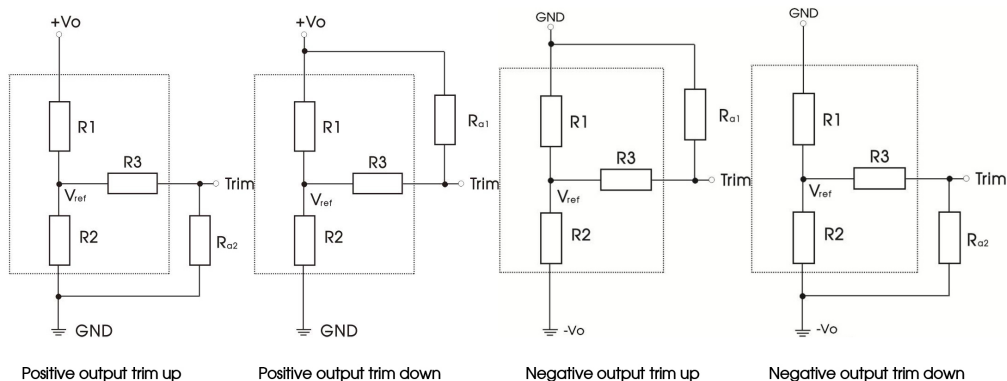 +Vo
R1
R3
Trim
Vref
R2
Ra2
GND
Positive output trim up
+Vo
R1
Ra1
R3
Trim
Vref
R2
GND
Positive output trim down
GND
R1
Ra1
R3
Trim
Vref
R2
-Vo
Negative output trim up
GND
R1
R3
Trim
Vref
R2
Ra2
-Vo
Negative output trim down